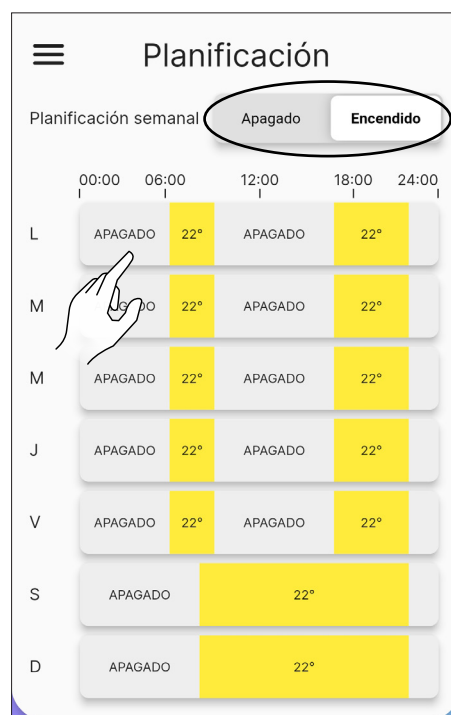 Planificación
Planificación semanal Apagado Encendido
00:00 06:00 12:00 18:00 24:00
L APAGADO 22° APAGADO 22°
M 22° APAGADO 22°
M APAGADO 22° APAGADO 22°
J APAGADO 22° APAGADO 22°
V APAGADO 22° APAGADO 22°
S APAGADO 22°
D APAGADO 22°